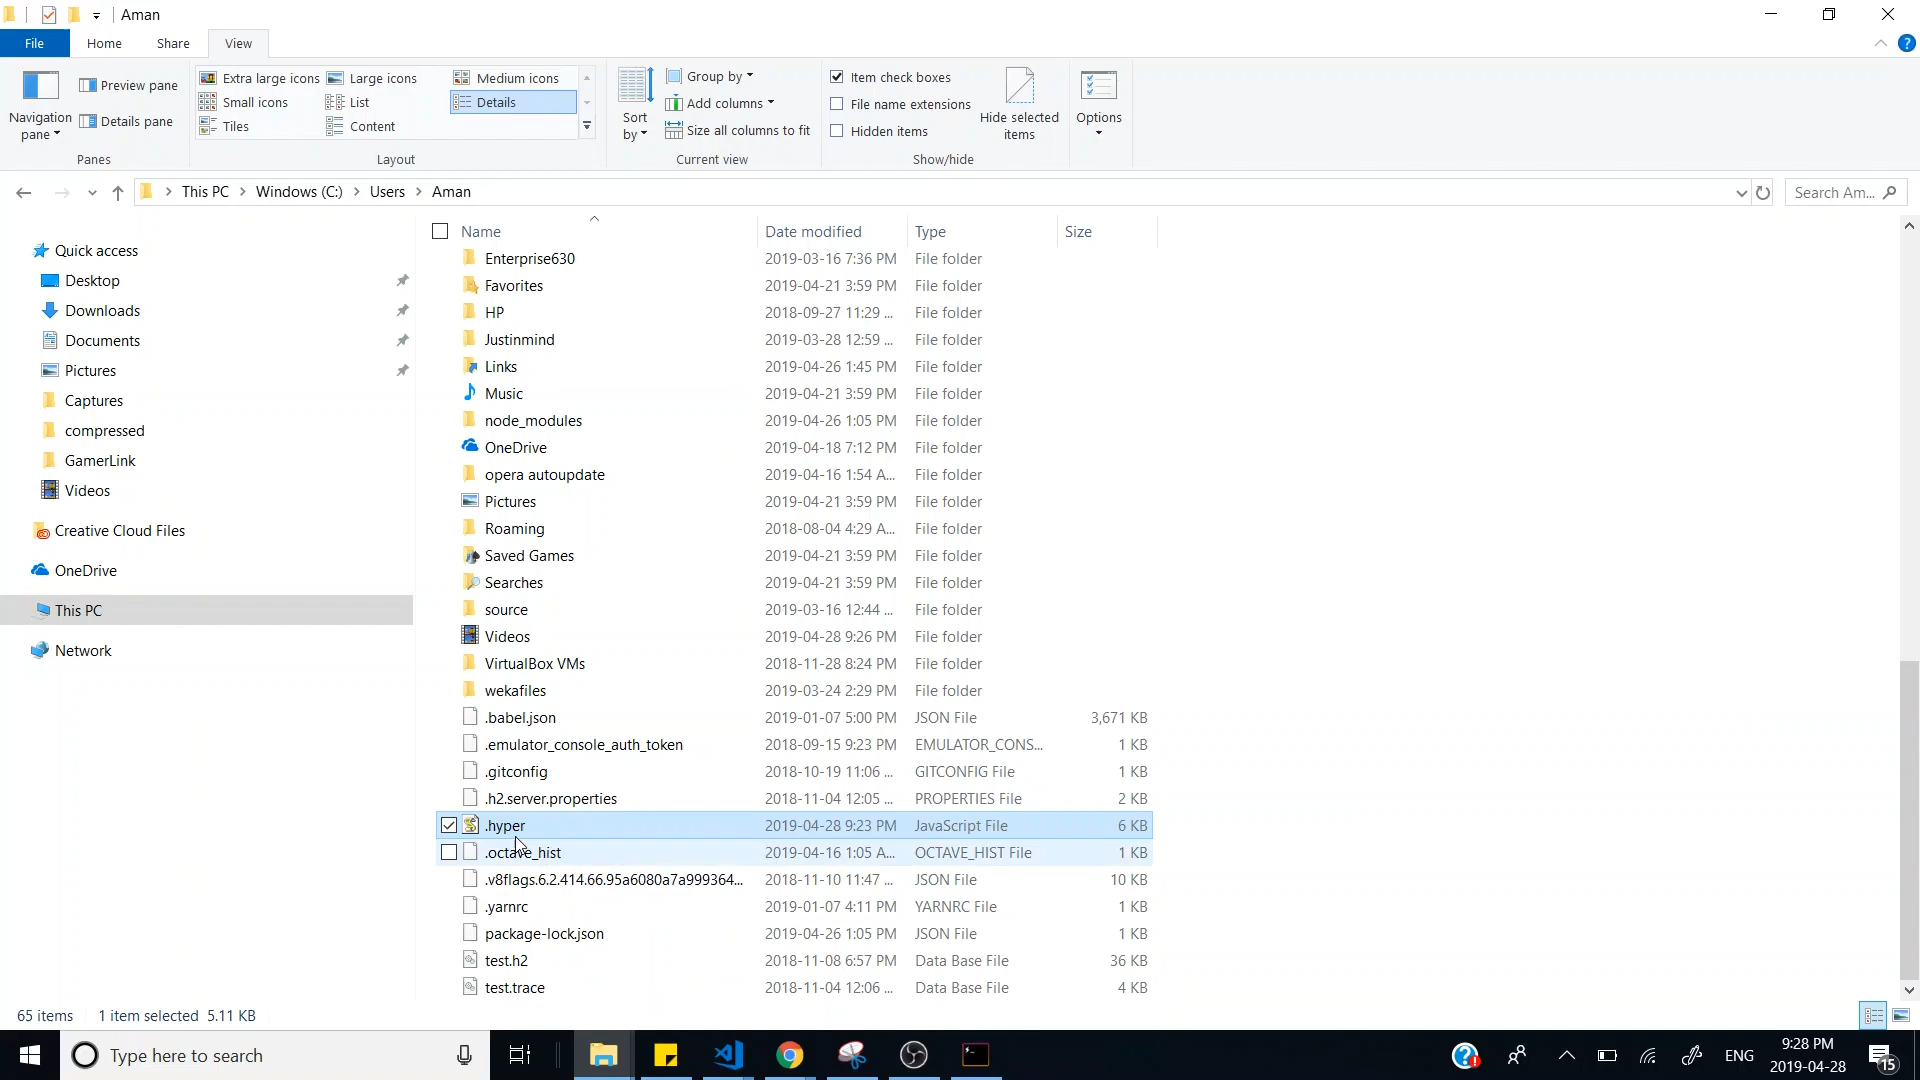 Aman
File Home Share View
Navigation pane
Preview pane
Details pane
Panes
Extra large icons Large icons Medium icons
Small icons List Details
Tiles Content
Layout
Sort by
Group by
Add columns
Size all columns to fit
Current view
Item check boxes
File name extensions
Hidden items
Hide selected items
Show/hide
Options
This PC > Windows (C:) > Users > Aman
Search Am...
Quick access
Desktop
Downloads
Documents
Pictures
Captures
compressed
GamerLink
Videos
Creative Cloud Files
OneDrive
This PC
Network
Name Date modified Type Size
Enterprise630 2019-03-16 7:36 PM File folder
Favorites 2019-04-21 3:59 PM File folder
HP 2018-09-27 11:29 ... File folder
Justinmind 2019-03-28 12:59 ... File folder
Links 2019-04-26 1:45 PM File folder
Music 2019-04-21 3:59 PM File folder
node_modules 2019-04-26 1:05 PM File folder
OneDrive 2019-04-18 7:12 PM File folder
opera autoupdate 2019-04-16 1:54 A... File folder
Pictures 2019-04-21 3:59 PM File folder
Roaming 2018-08-04 4:29 A... File folder
Saved Games 2019-04-21 3:59 PM File folder
Searches 2019-04-21 3:59 PM File folder
source 2019-03-16 12:44 ... File folder
Videos 2019-04-28 9:26 PM File folder
VirtualBox VMs 2018-11-28 8:24 PM File folder
wekafiles 2019-03-24 2:29 PM File folder
.babel.json 2019-01-07 5:00 PM JSON File 3,671 KB
.emulator_console_auth_token 2018-09-15 9:23 PM EMULATOR_CONS... 1 KB
.gitconfig 2018-10-19 11:06 ... GITCONFIG File 1 KB
.h2.server.properties 2018-11-04 12:05 ... PROPERTIES File 2 KB
.hyper 2019-04-28 9:23 PM JavaScript File 6 KB
.octave_hist 2019-04-16 1:05 A... OCTAVE_HIST File 1 KB
.v8flags.6.2.414.66.95a6080a7a999364... 2018-11-10 11:47 ... JSON File 10 KB
.yarnrc 2019-01-07 4:11 PM YARNRC File 1 KB
package-lock.json 2019-04-26 1:05 PM JSON File 1 KB
test.h2 2018-11-08 6:57 PM Data Base File 36 KB
test.trace 2018-11-04 12:06 ... Data Base File 4 KB
65 items 1 item selected 5.11 KB
Type here to search
ENG
9:28 PM
2019-04-28
15